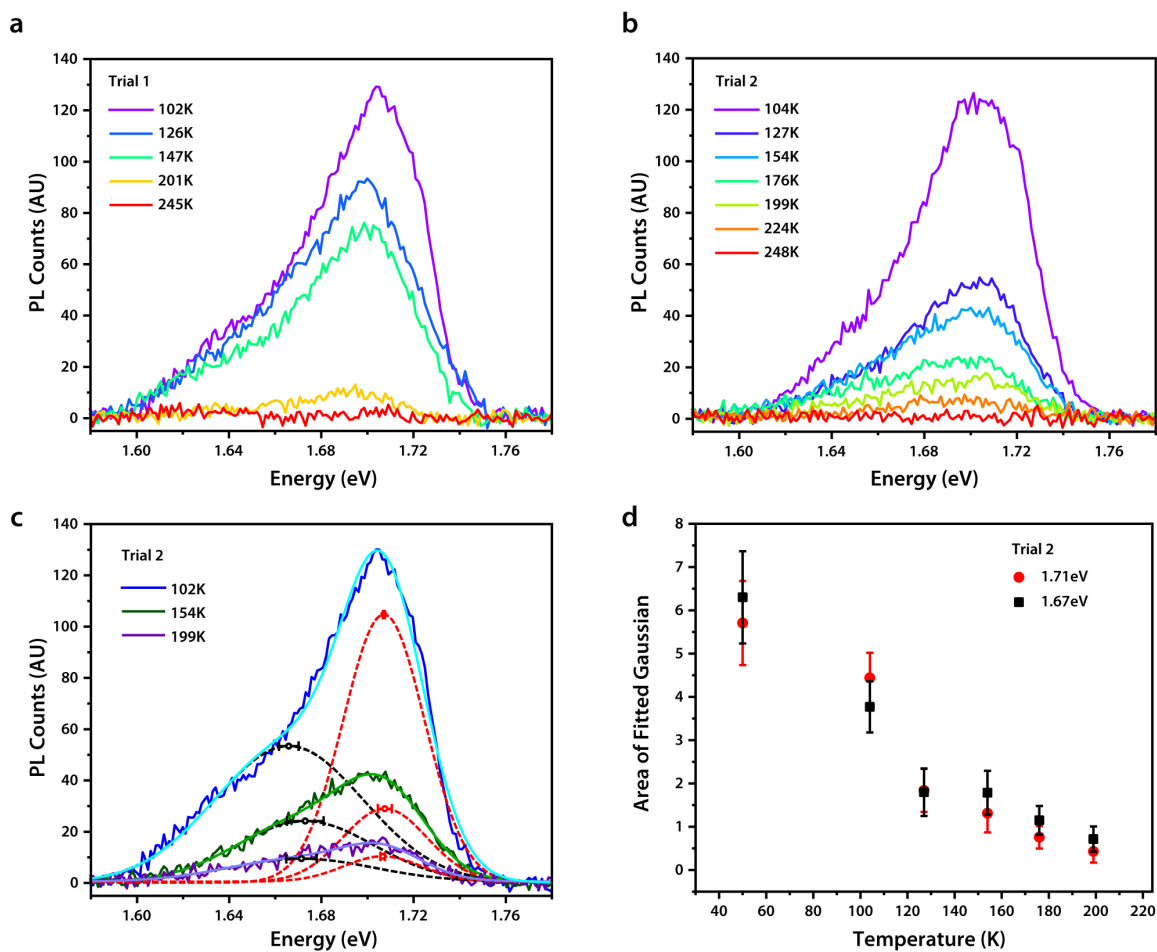 a
140
120
100
80
60
40
20
0
PL Counts (AU)
Trial 1
102K
126K
147K
201K
245K
1.60
1.64
1.68
1.72
1.76
Energy (eV)
b
140
120
100
80
60
40
20
0
PL Counts (AU)
Trial 2
104K
127K
154K
176K
199K
224K
248K
1.60
1.64
1.68
1.72
1.76
Energy (eV)
c
140
120
100
80
60
40
20
0
PL Counts (AU)
Trial 2
102K
154K
199K
1.60
1.64
1.68
1.72
1.76
Energy (eV)
d
8
7
6
5
4
3
2
1
0
Area of Fitted Gaussian
Trial 2
1.71eV
1.67eV
40
60
80
100
120
140
160
180
200
220
Temperature (K)